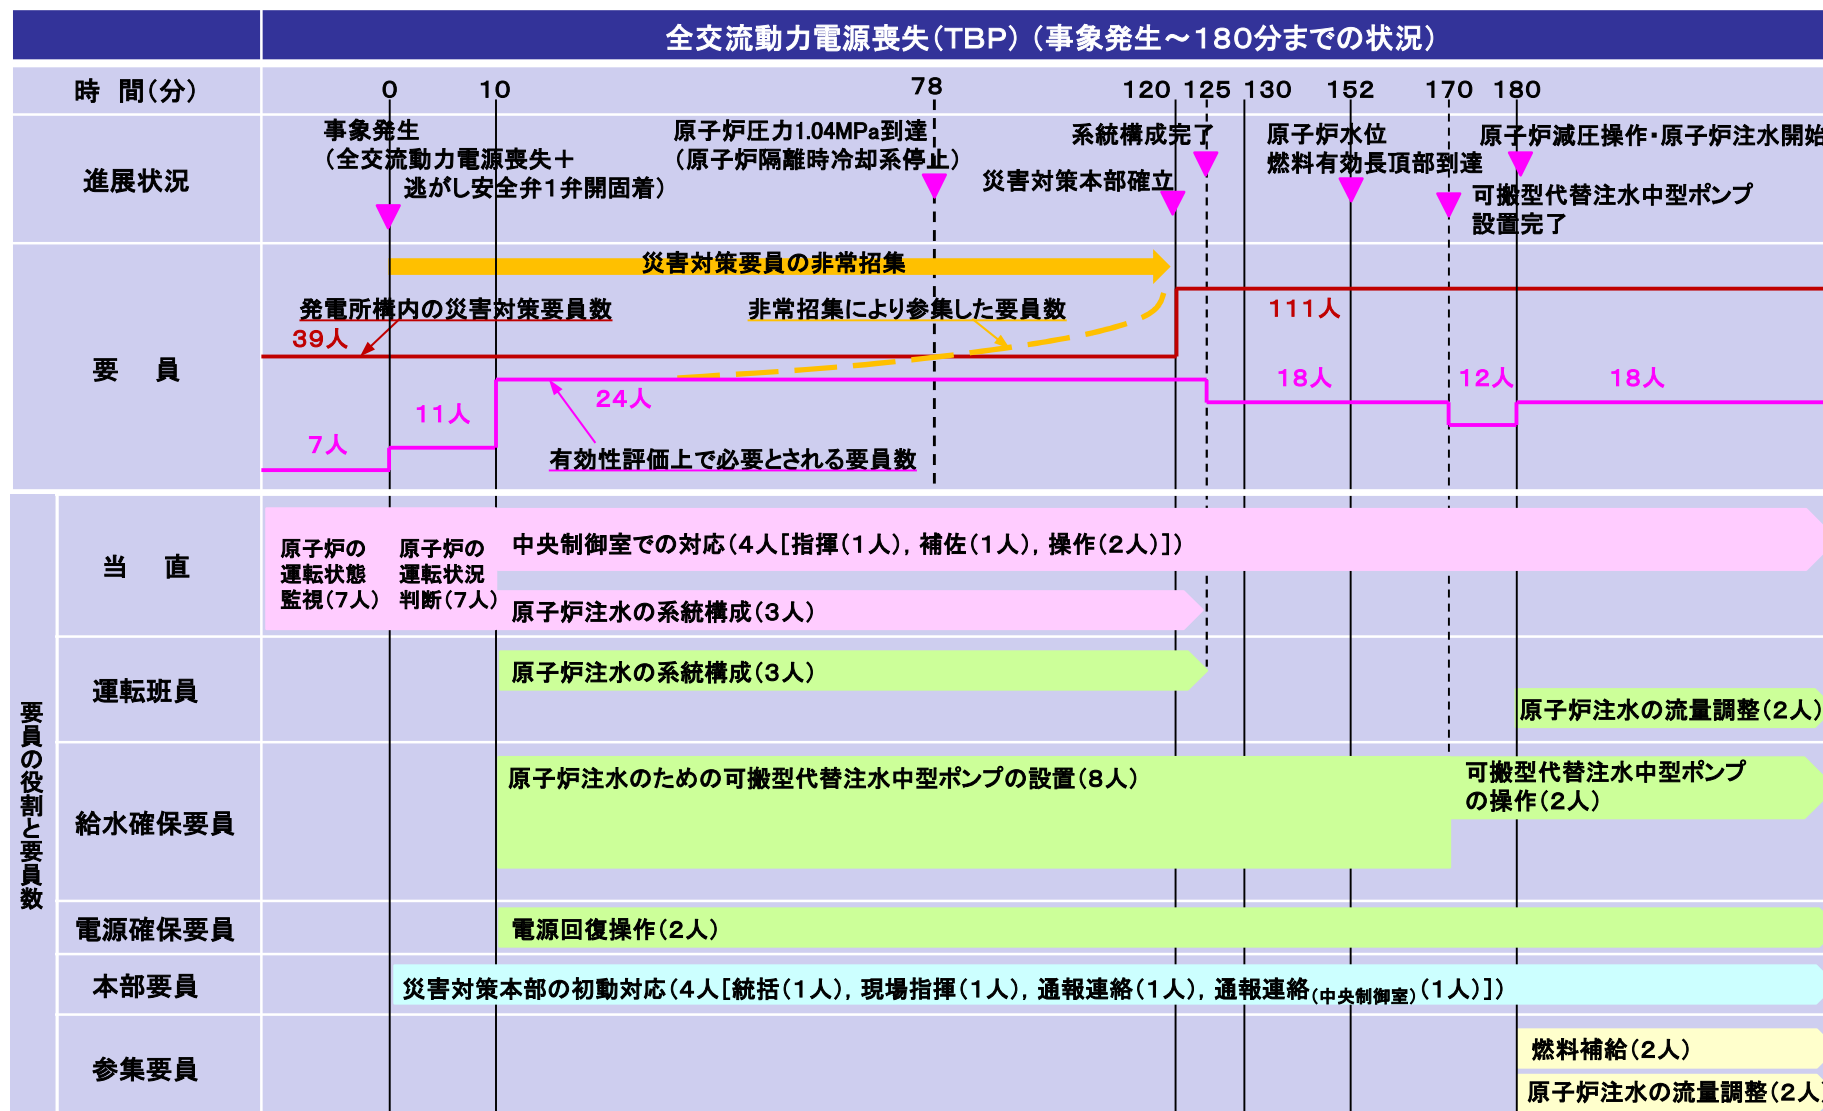 全交流動力電源喪失(TBP)(事象発生～180分までの状況)
時 間(分)
0
10
78
120
125
130
152
170
180
進展状況
事象発生
(全交流動力電源喪失＋
逃がし安全弁1弁開固着)
原子炉圧力1.04MPa到達
(原子炉隔離時冷却系停止)
系統構成完了
災害対策本部確立
原子炉水位
燃料有効長頂部到達
原子炉減圧操作・原子炉注水開始
可搬型代替注水中型ポンプ
設置完了
要 員
災害対策要員の非常招集
発電所構内の災害対策要員数
非常招集により参集した要員数
39人
111人
7人
11人
24人
18人
12人
18人
有効性評価上で必要とされる要員数
要員の役割と要員数
当 直
原子炉の
運転状態
監視(7人)
原子炉の
運転状況
判断(7人)
中央制御室での対応(4人[指揮(1人)，補佐(1人)，操作(2人)])
原子炉注水の系統構成(3人)
運転班員
原子炉注水の系統構成(3人)
原子炉注水の流量調整(2人)
給水確保要員
原子炉注水のための可搬型代替注水中型ポンプの設置(8人)
可搬型代替注水中型ポンプ
の操作(2人)
電源確保要員
電源回復操作(2人)
本部要員
災害対策本部の初動対応(4人[統括(1人)，現場指揮(1人)，通報連絡(1人)，通報連絡(中央制御室)(1人)])
参集要員
燃料補給(2人)
原子炉注水の流量調整(2人)